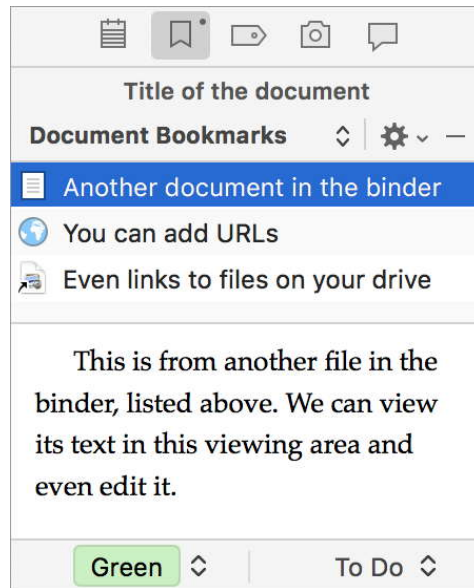 Title of the document
Document Bookmarks
Another document in the binder
You can add URLs
Even links to files on your drive
This is from another file in the
binder, listed above. We can view
its text in this viewing area and
even edit it.
Green To Do